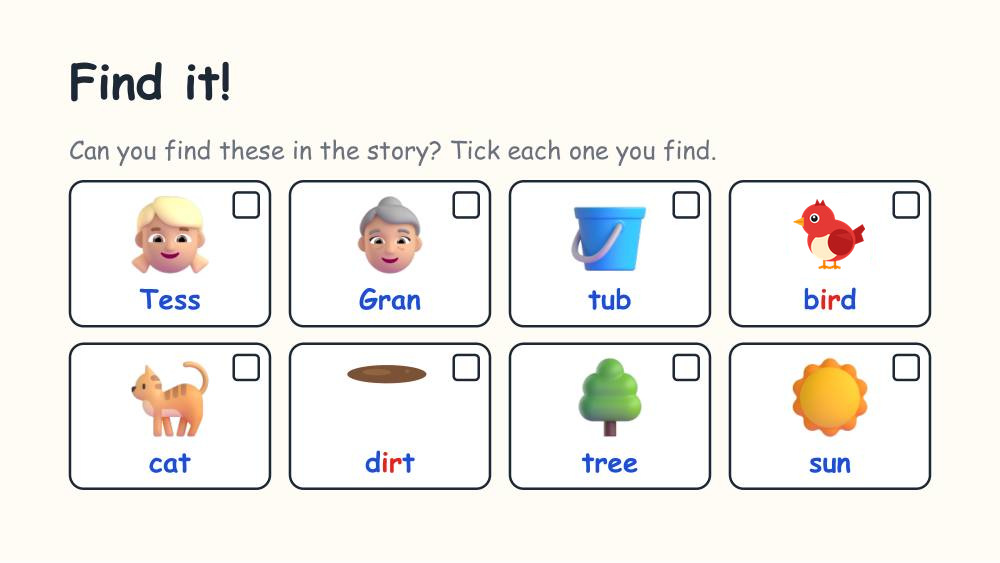 Find it!
Can you find these in the story? Tick each one you find.
Tess
Gran
tub
bird
cat
dirt
tree
sun